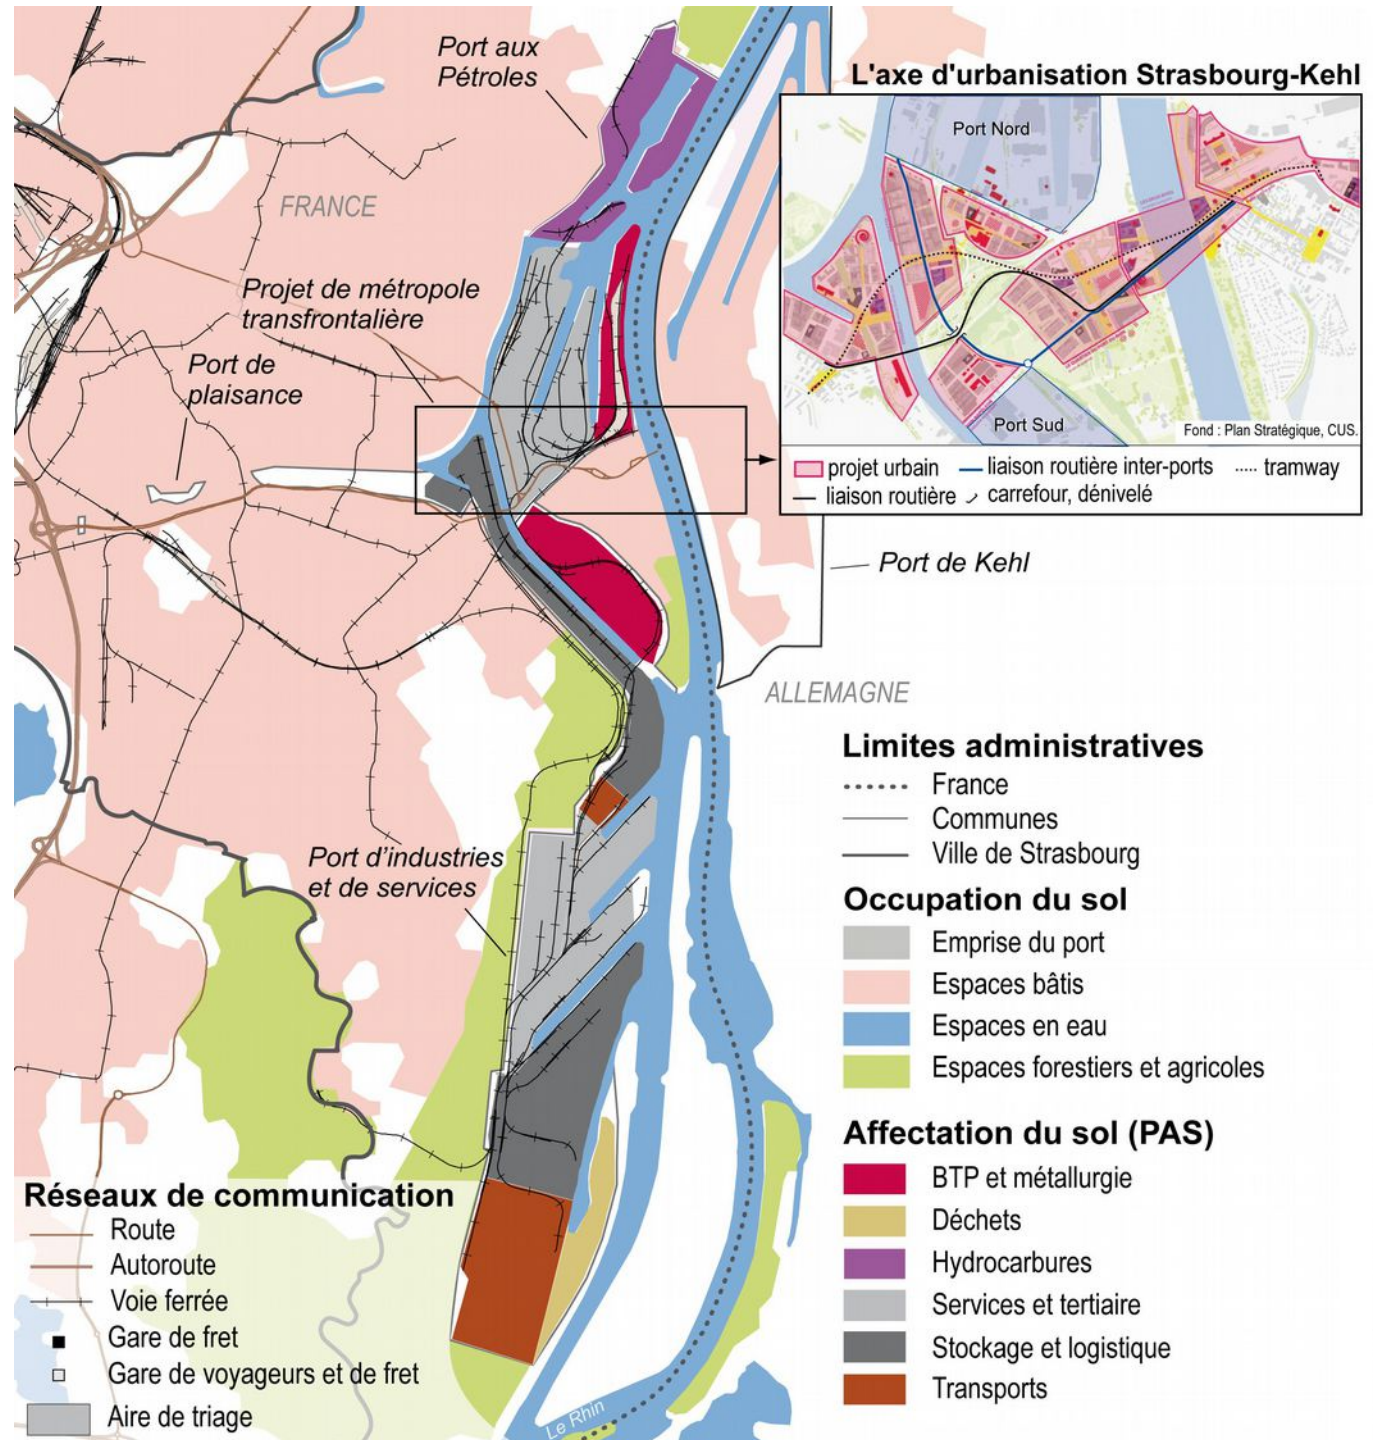 Port aux
Pétroles
L'axe d'urbanisation Strasbourg-Kehl
Port Nord
FRANCE
Projet de métropole
transfrontalière
Port de
plaisance
Port Sud
Fond : Plan Stratégique, CUS.
projet urbain
liaison routière inter-ports
tramway
liaison routière
carrefour, dénivelé
Port de Kehl
ALLEMAGNE
Limites administratives
France
Communes
Ville de Strasbourg
Port d’industries
et de services
Occupation du sol
Emprise du port
Espaces bâtis
Espaces en eau
Espaces forestiers et agricoles
Affectation du sol (PAS)
BTP et métallurgie
Déchets
Hydrocarbures
Services et tertiaire
Stockage et logistique
Transports
Réseaux de communication
Route
Autoroute
Voie ferrée
Gare de fret
Gare de voyageurs et de fret
Aire de triage
Le Rhin